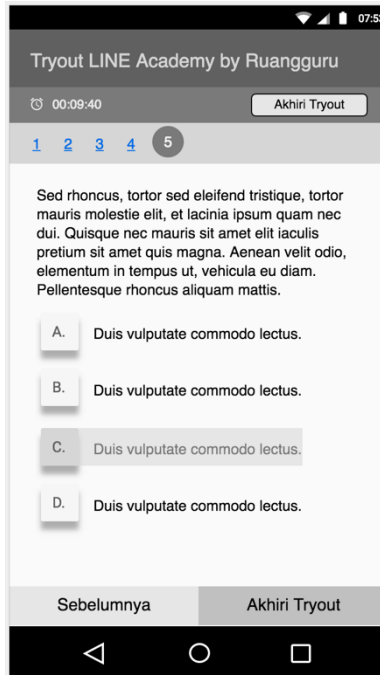 07:53
Tryout LINE Academy by Ruangguru
00:09:40 Akhiri Tryout
1 2 3 4 5
Sed rhoncus, tortor sed eleifend tristique, tortor
mauris molestie elit, et lacinia ipsum quam nec
dui. Quisque nec mauris sit amet elit iaculis
pretium sit amet quis magna. Aenean velit odio,
elementum in tempus ut, vehicula eu diam.
Pellentesque rhoncus aliquam mattis.
A. Duis vulputate commodo lectus.
B. Duis vulputate commodo lectus.
C. Duis vulputate commodo lectus.
D. Duis vulputate commodo lectus.
Sebelumnya Akhiri Tryout